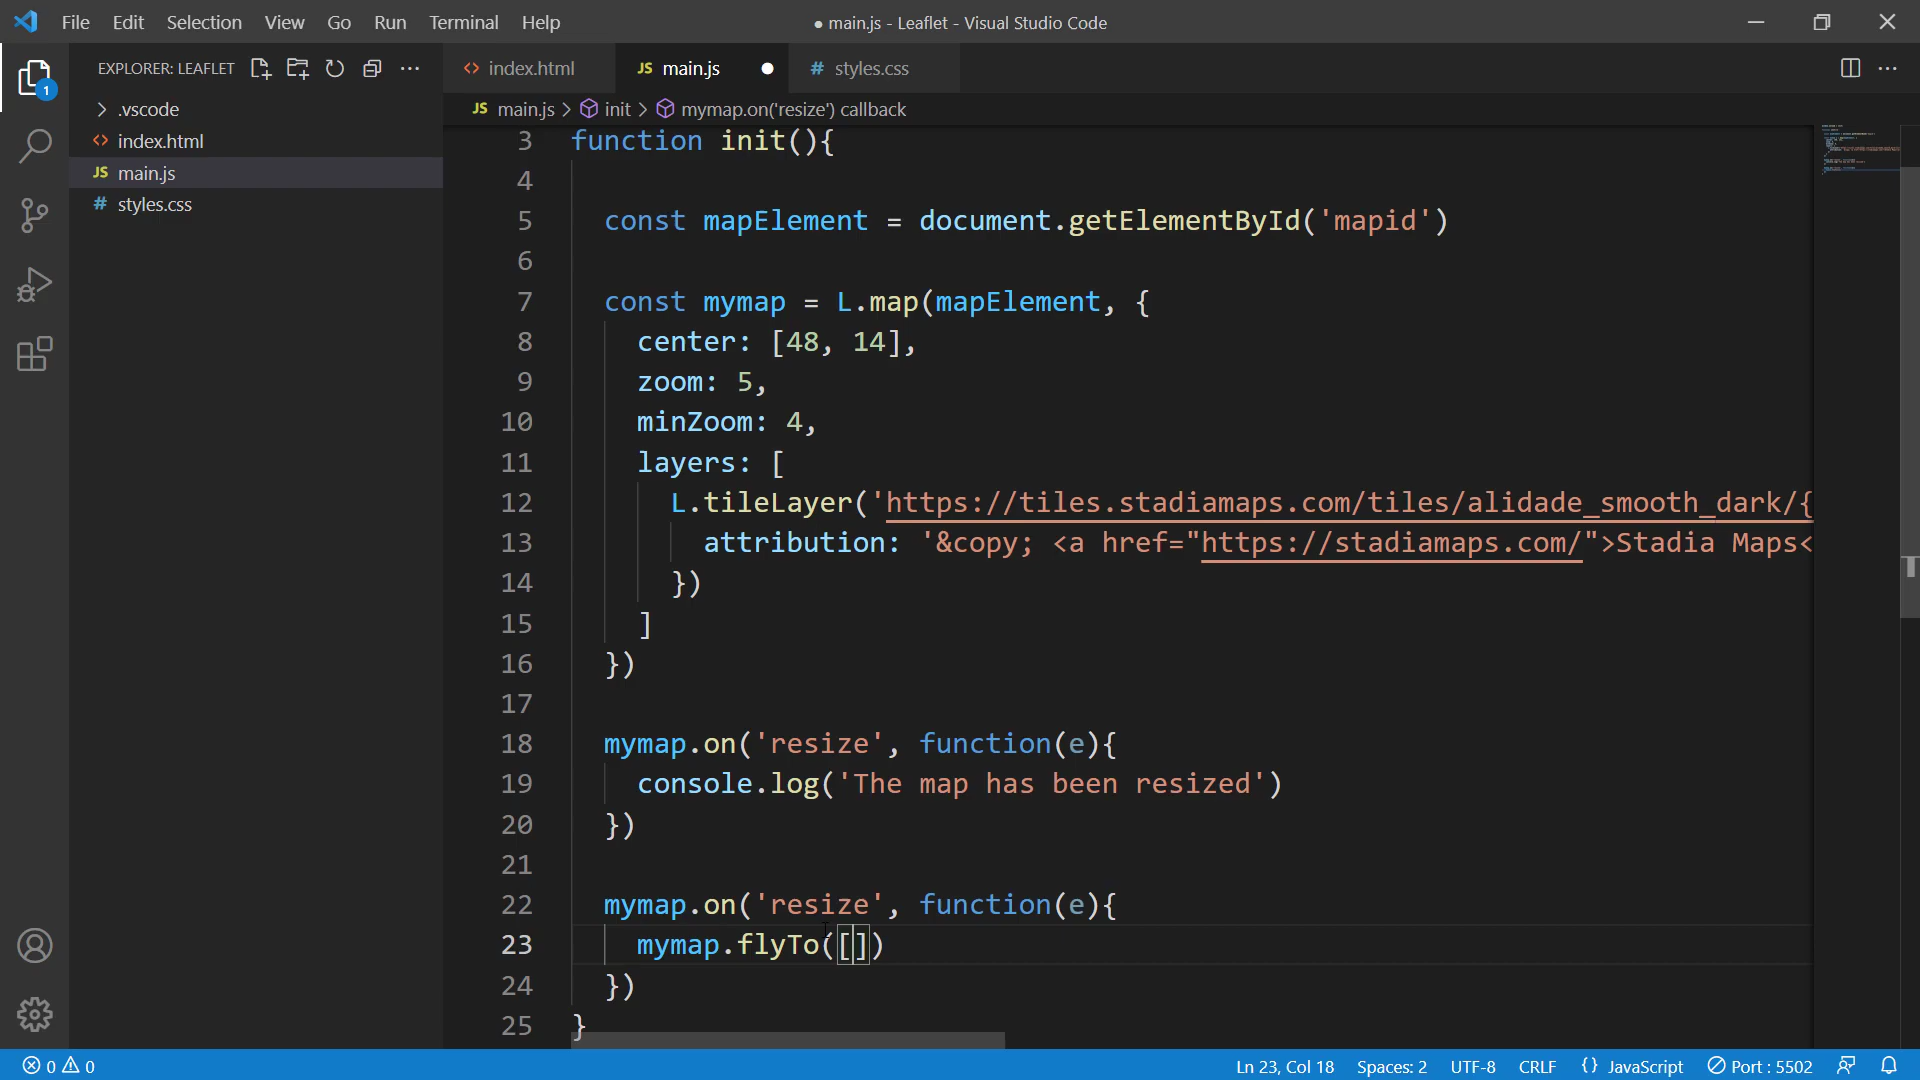 File Edit Selection View Go Run Terminal Help
● main.js - Leaflet - Visual Studio Code
EXPLORER: LEAFLET
1
.vscode
index.html
main.js
styles.css
index.html
main.js
styles.css
main.js > init > mymap.on('resize') callback
3 function init(){
4
5 const mapElement = document.getElementById('mapid')
6
7 const mymap = L.map(mapElement, {
8 center: [48, 14],
9 zoom: 5,
10 minZoom: 4,
11 layers: [
12 L.tileLayer('https://tiles.stadiamaps.com/tiles/alidade_smooth_dark/{
13 attribution: '&copy; <a href="https://stadiamaps.com/">Stadia Maps<
14 })
15 ]
16 })
17
18 mymap.on('resize', function(e){
19 console.log('The map has been resized')
20 })
21
22 mymap.on('resize', function(e){
23 mymap.flyTo([])
24 })
25 }
0 0
Ln 23, Col 18 Spaces: 2 UTF-8 CRLF {} JavaScript Port : 5502